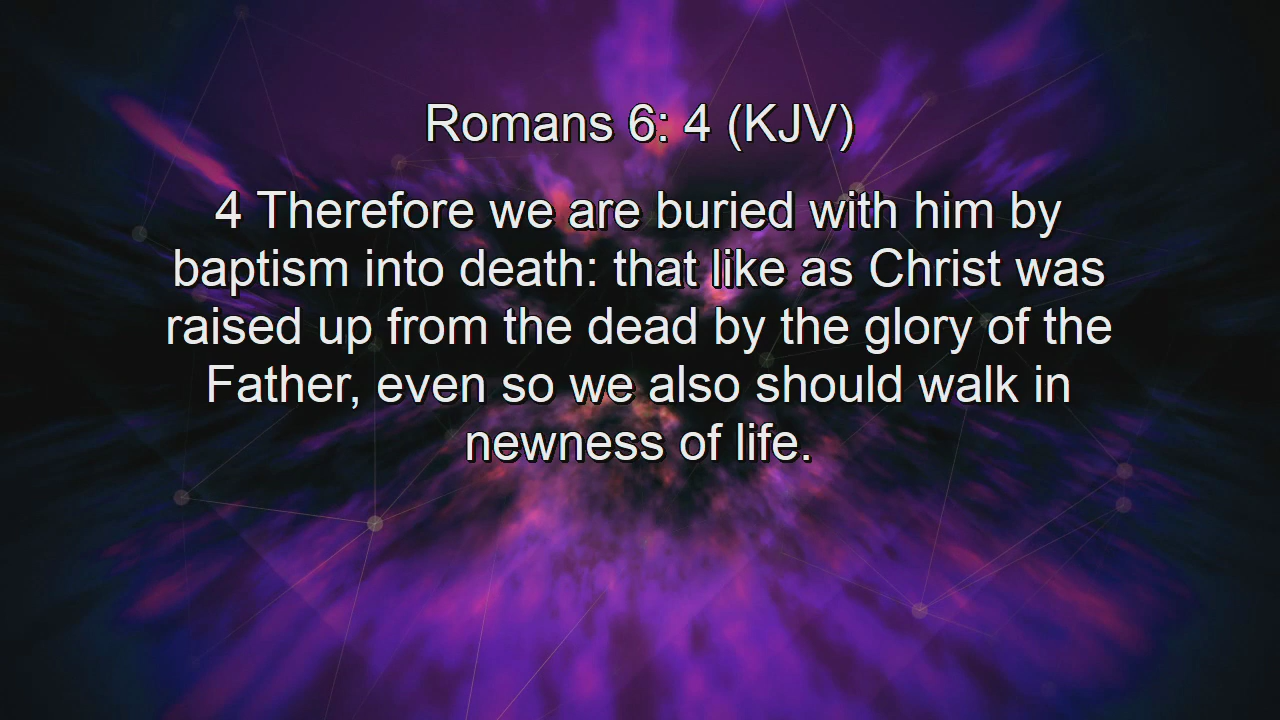 Romans 6: 4 (KJV)
4 Therefore we are buried with him by
baptism into death: that like as Christ was
raised up from the dead by the glory of the
Father, even so we also should walk in
newness of life.